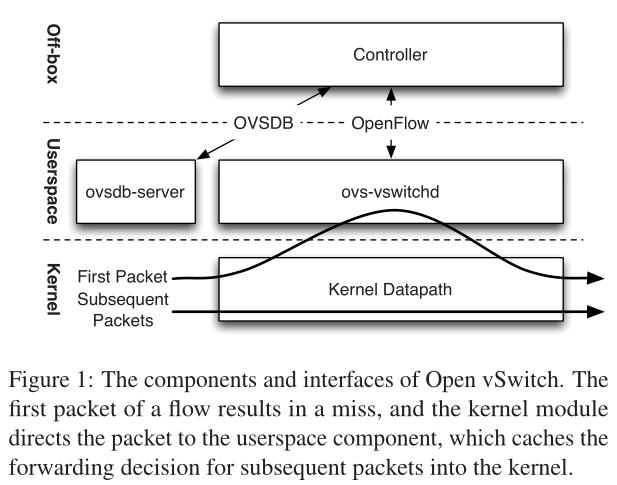 Off-box
Controller
OVSDB
OpenFlow
Userspace
ovsdb-server
ovs-vswitchd
Kernel
First Packet
Subsequent
Packets
Kernel Datapath
Figure 1: The components and interfaces of Open vSwitch. The
first packet of a flow results in a miss, and the kernel module
directs the packet to the userspace component, which caches the
forwarding decision for subsequent packets into the kernel.